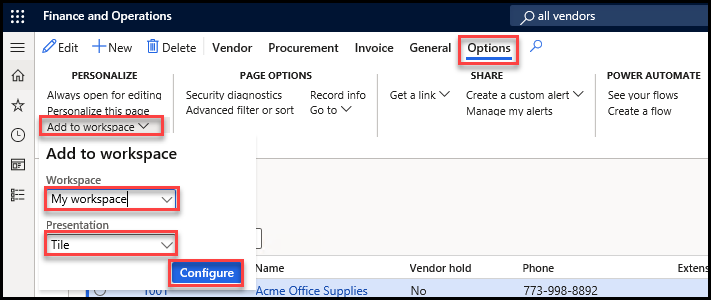 Finance and Operations
all vendors
Edit New Delete Vendor Procurement Invoice General Options
PERSONALIZE PAGE OPTIONS SHARE POWER AUTOMATE
Always open for editing Security diagnostics Record info Get a link Create a custom alert See your flows
Personalize this page Advanced filter or sort Go to Manage my alerts Create a flow
Add to workspace
Add to workspace
Workspace
My workspace
Presentation
Tile
Configure
Name Vendor hold Phone Extens
1001 Acme Office Supplies No 773-998-8892